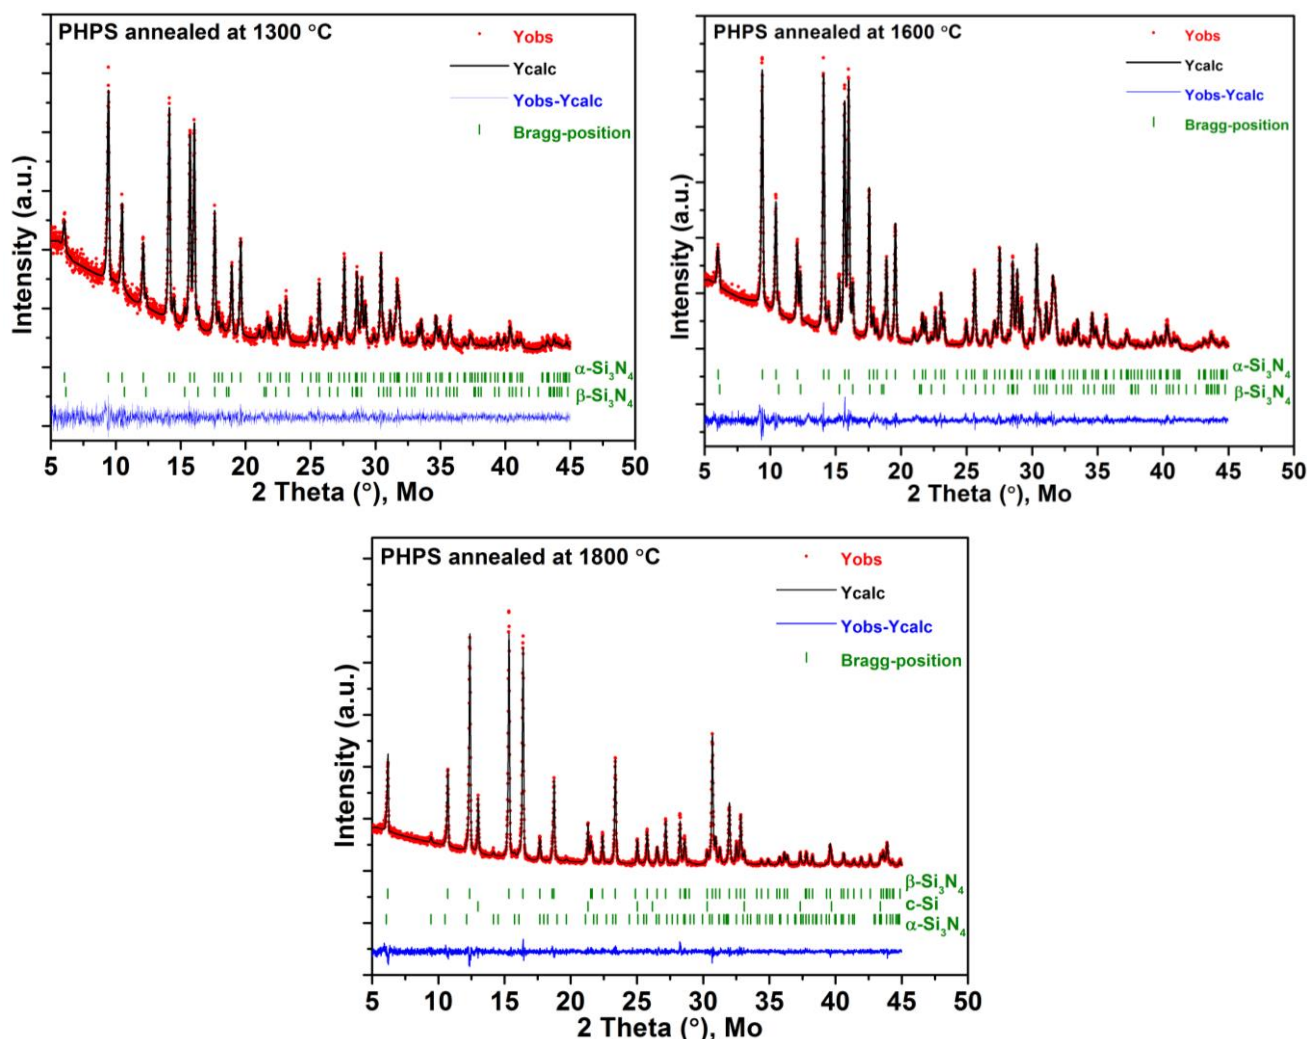 PHPS annealed at 1300 °C
Yobs
Ycalc
Yobs-Ycalc
Bragg-position
Intensity (a.u.)
α-Si₃N₄
β-Si₃N₄
5 10 15 20 25 30 35 40 45 50
2 Theta (°), Mo
PHPS annealed at 1600 °C
Yobs
Ycalc
Yobs-Ycalc
Bragg-position
Intensity (a.u.)
α-Si₃N₄
β-Si₃N₄
5 10 15 20 25 30 35 40 45 50
2 Theta (°), Mo
PHPS annealed at 1800 °C
Yobs
Ycalc
Yobs-Ycalc
Bragg-position
Intensity (a.u.)
β-Si₃N₄
c-Si
α-Si₃N₄
5 10 15 20 25 30 35 40 45 50
2 Theta (°), Mo